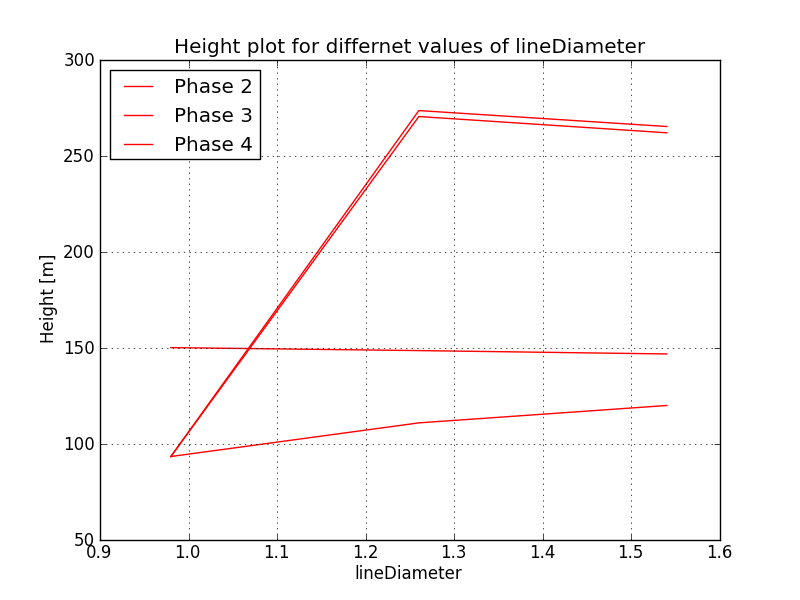 Height plot for differnet values of lineDiameter
300
250
200
150
100
50
Height [m]
Phase 2
Phase 3
Phase 4
0.9 1.0 1.1 1.2 1.3 1.4 1.5 1.6
lineDiameter